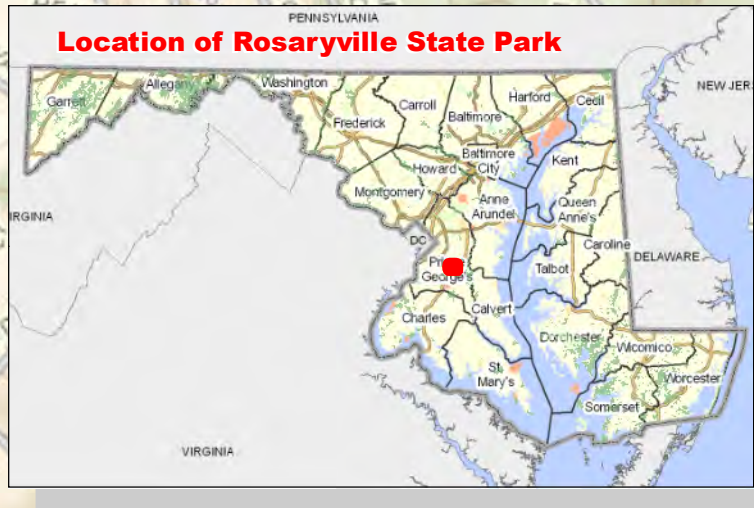 PENNSYLVANIA
Location of Rosaryville State Park
Garrett
Allegany
Washington
Frederick
Carroll
Baltimore
Harford
Cecil
NEW JER
Baltimore
City
Howard
Kent
Montgomery
Anne
Arundel
Queen
Anne's
IRGINIA
DC
Caroline
DELAWARE
Talbot
George's
Charles
Calvert
Dorchester
Wicomico
St.
Mary's
Worcester
Somerset
VIRGINIA